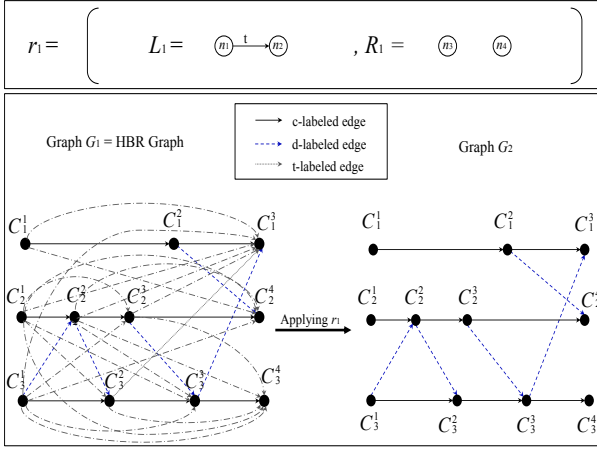 r₁ = ( L₁ = n₁ t n₂ , R₁ = n₃ n₄ )
c-labeled edge
d-labeled edge
t-labeled edge
Graph G₁ = HBR Graph
Graph G₂
C₁¹ C₁² C₁³ C₁¹ C₁² C₁³
C₂¹ C₂² C₂³ C₂⁴ C₂¹ C₂² C₂³
Applying r₁
C₃¹ C₃² C₃³ C₃⁴ C₃¹ C₃² C₃³ C₃⁴